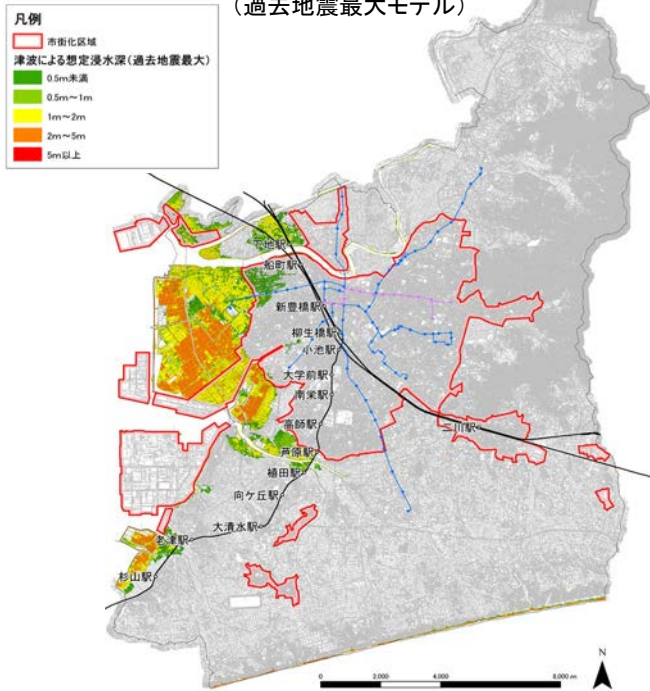 (過去地震最大モデル)
凡例
市街化区域
津波による想定浸水深(過去地震最大)
0.5m未満
0.5m～1m
1m～2m
2m～5m
5m以上
下地駅
船町駅
新豊橋駅
柳生橋駅
小池駅
大学前駅
南栄駅
高師駅
芦原駅
植田駅
向ケ丘駅
大清水駅
老津駅
杉山駅
二川駅
N
0 2,000 4,000 8,000 m